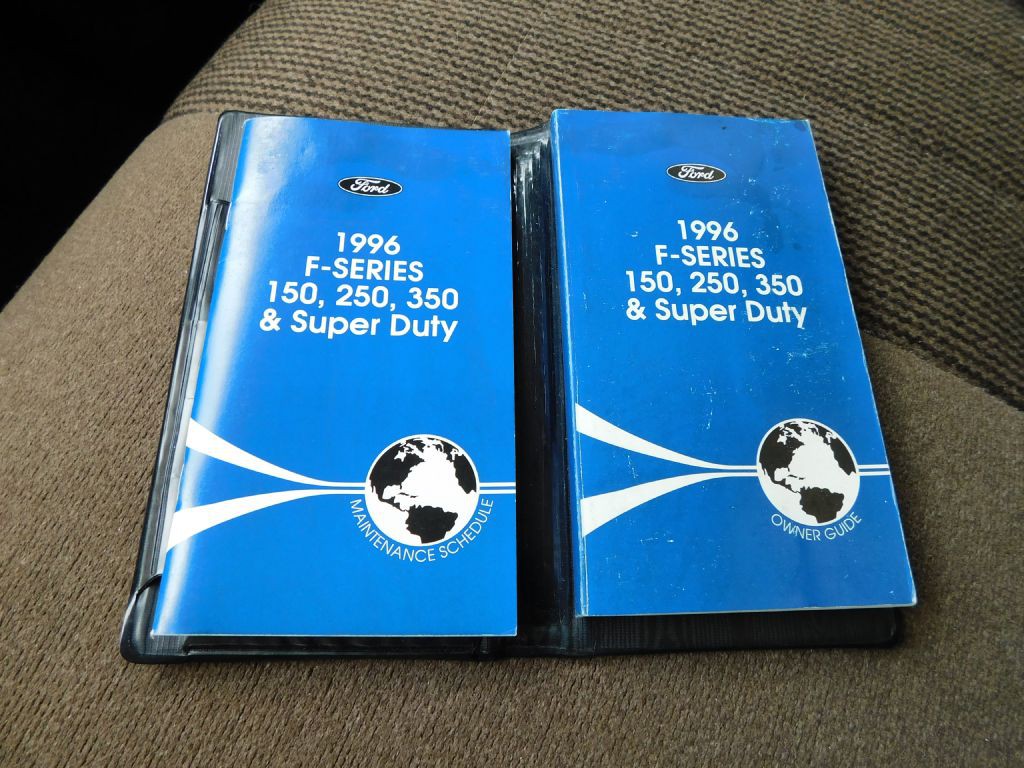 Ford
1996
F-SERIES
150, 250, 350
& Super Duty
MAINTENANCE SCHEDULE
Ford
1996
F-SERIES
150, 250, 350
& Super Duty
OWNER GUIDE